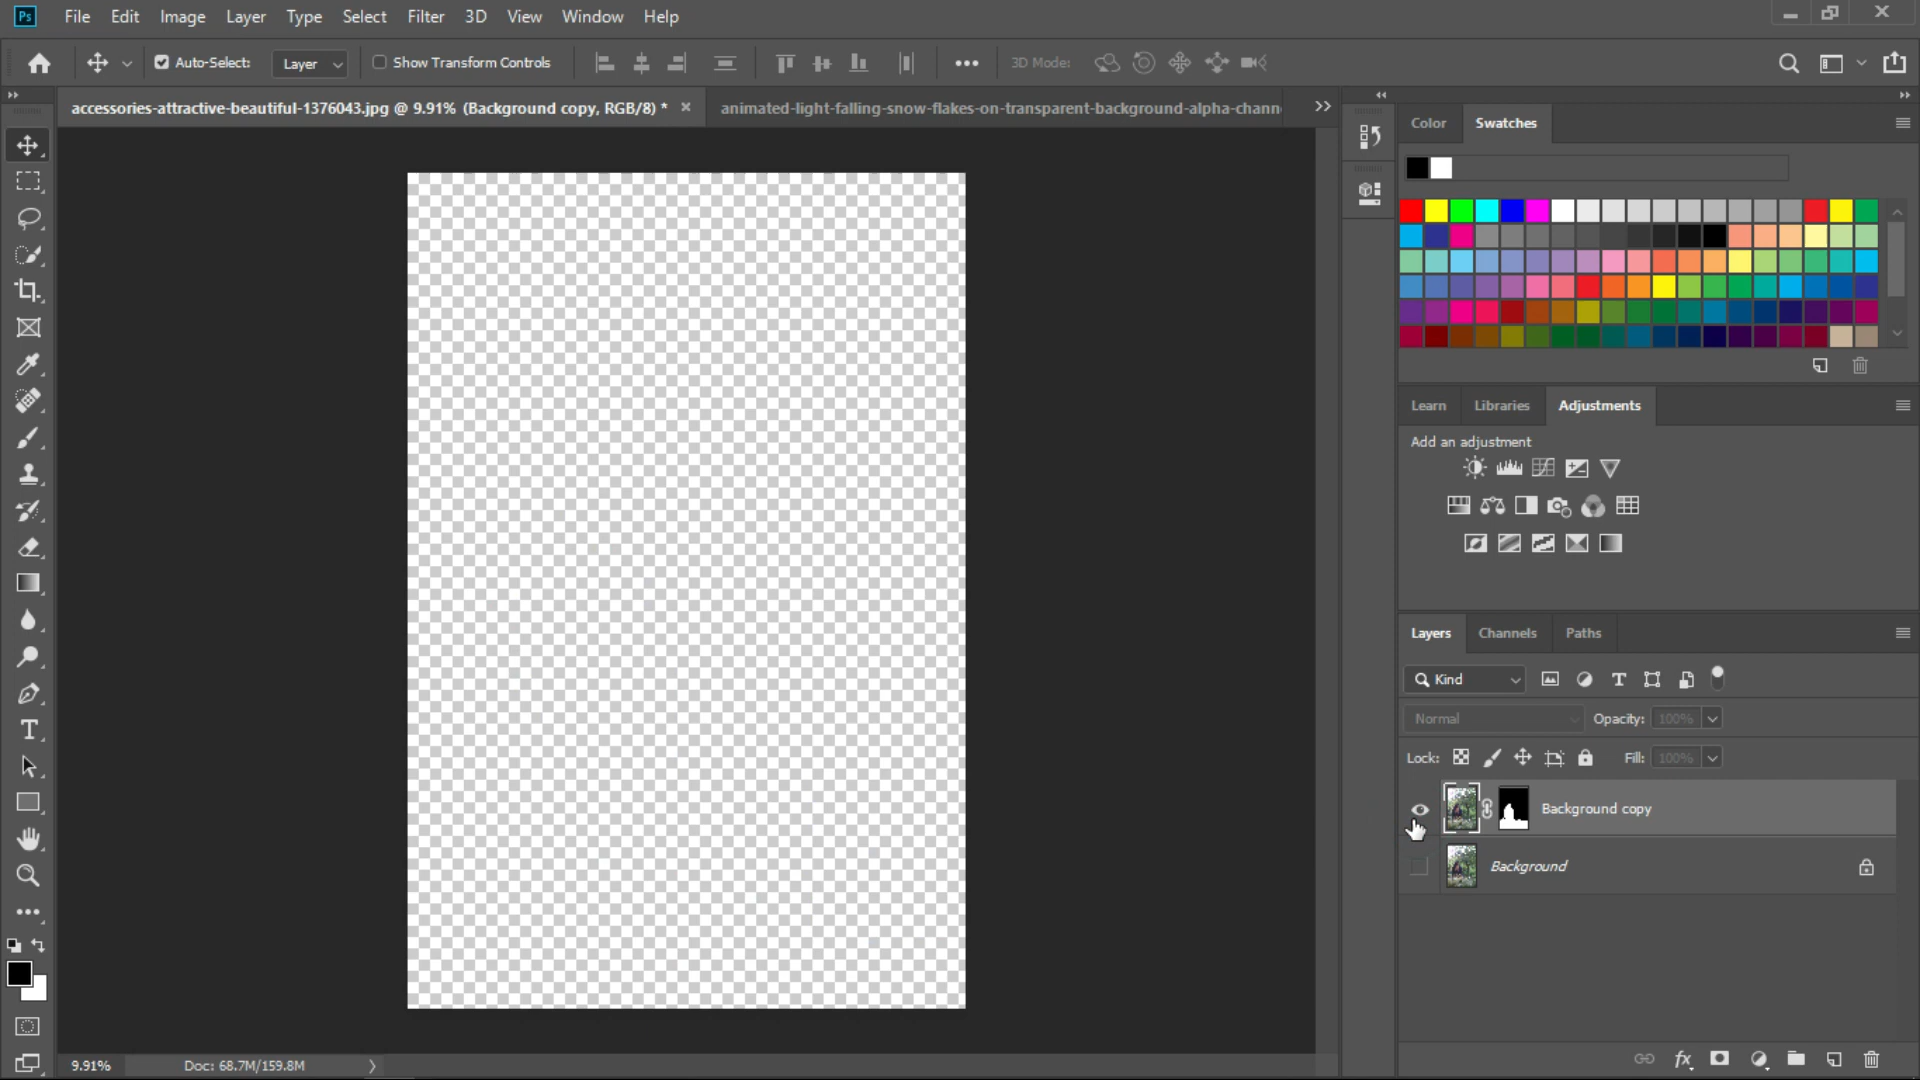 Ps File Edit Image Layer Type Select Filter 3D View Window Help
Auto-Select: Layer Show Transform Controls 3D Mode:
accessories-attractive-beautiful-1376043.jpg @ 9.91% (Background copy, RGB/8) * × animated-light-falling-snow-flakes-on-transparent-background-alpha-chann
Color Swatches
Learn Libraries Adjustments
Add an adjustment
Layers Channels Paths
Kind
Normal Opacity: 100%
Lock: Fill: 100%
Background copy
Background
9.91% Doc: 68.7M/159.8M